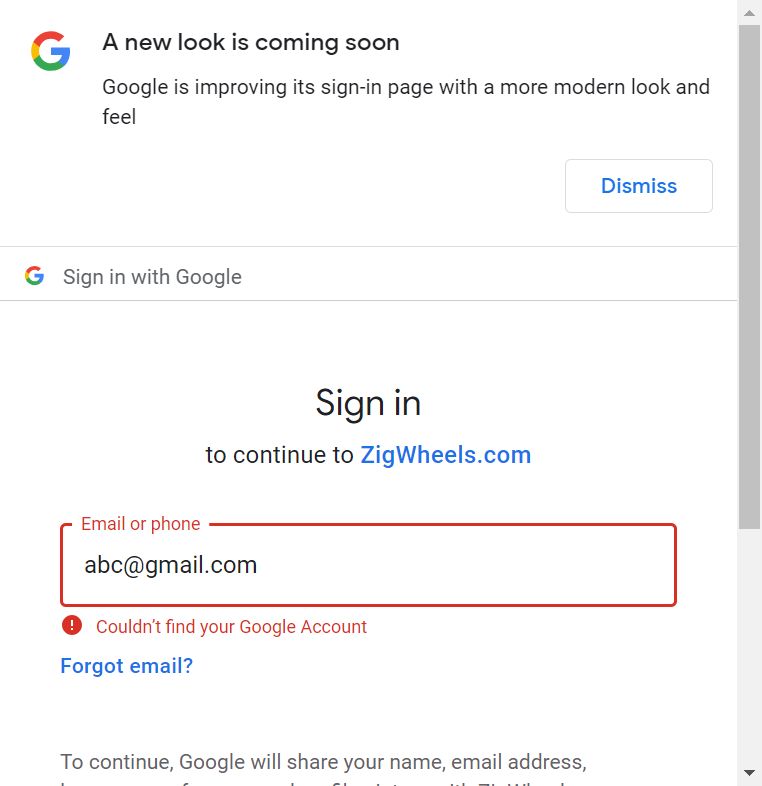 A new look is coming soon
Google is improving its sign-in page with a more modern look and
feel
Dismiss
Sign in with Google
Sign in
to continue to ZigWheels.com
Email or phone
abc@gmail.com
Couldn’t find your Google Account
Forgot email?
To continue, Google will share your name, email address,